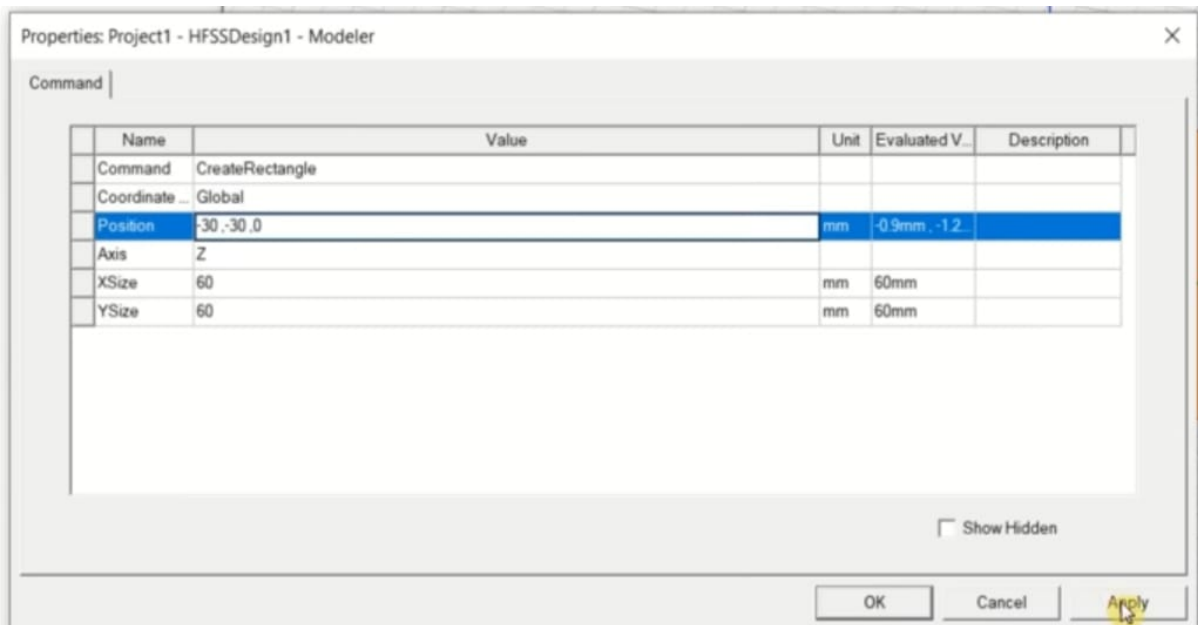 Properties: Project1 - HFSSDesign1 - Modeler
Command
Name Value Unit Evaluated V... Description
Command CreateRectangle
Coordinate ... Global
Position -30 ,-30 ,0 mm -0.9mm , -1.2...
Axis Z
XSize 60 mm 60mm
YSize 60 mm 60mm
Show Hidden
OK Cancel Apply